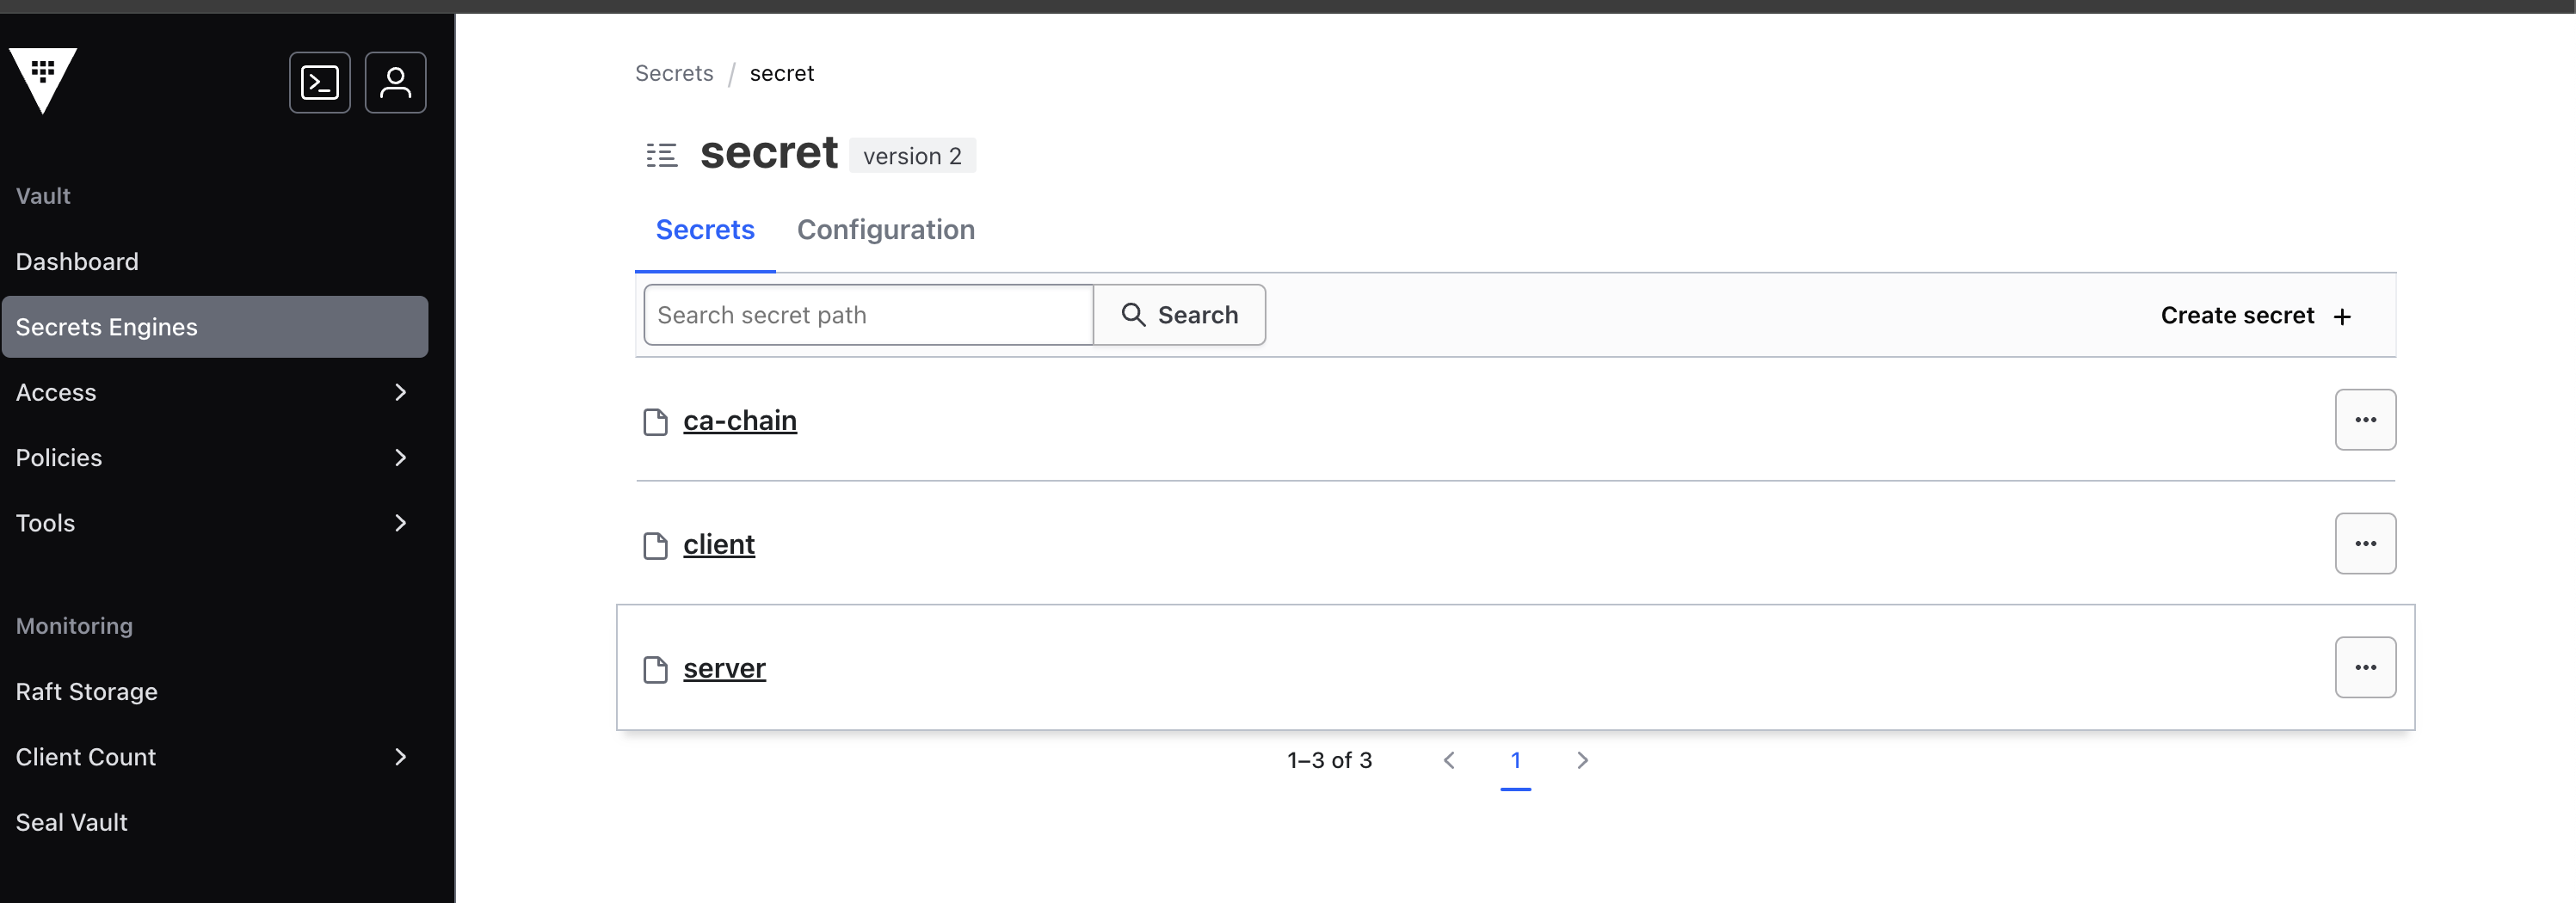 Vault
Dashboard
Secrets Engines
Access
Policies
Tools
Monitoring
Raft Storage
Client Count
Seal Vault
Secrets / secret
secret version 2
Secrets Configuration
Search secret path Search Create secret +
ca-chain
client
server
1–3 of 3 1